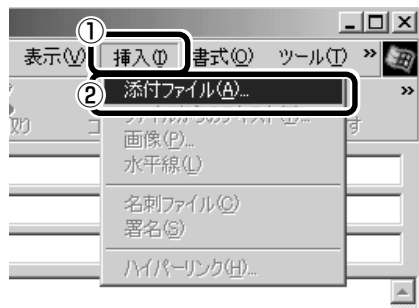 ①
表示(V) 挿入(I) 書式(O) ツール(T) »
② 添付ファイル(A)... »
画像(P)...
水平線(L)
名刺ファイル(C)
署名(S)
ハイパーリンク(H)...